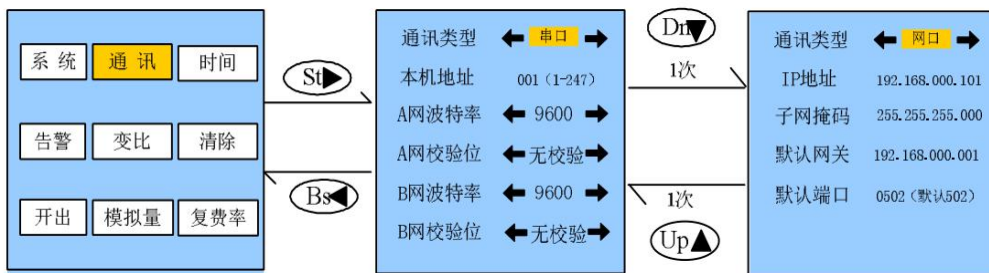 系 统 通 讯 时间
告警 变比 清除
开出 模拟量 复费率
St
Bs
通讯类型 串口
本机地址 001（1-247）
A网波特率 9600
A网校验位 无校验
B网波特率 9600
B网校验位 无校验
Dn
1次
1次
Up
通讯类型 网口
IP地址 192.168.000.101
子网掩码 255.255.255.000
默认网关 192.168.000.001
默认端口 0502（默认502）